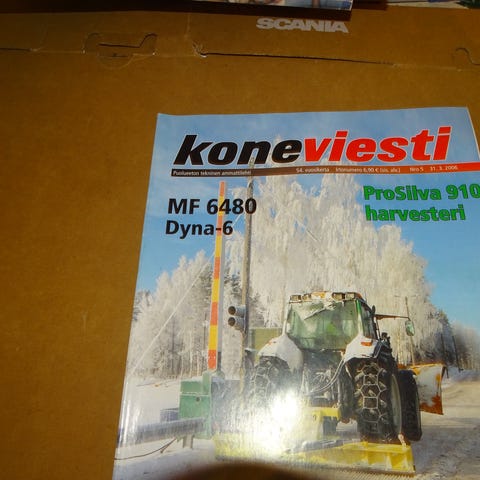 SCANIA
koneviesti
Puolueeton tekninen ammattilehti 54. vuosikerta Irtonumero 6,90 € (sis. alv.) Nro 5 31. 3. 2006
MF 6480
Dyna-6
ProSilva 910
harvesteri